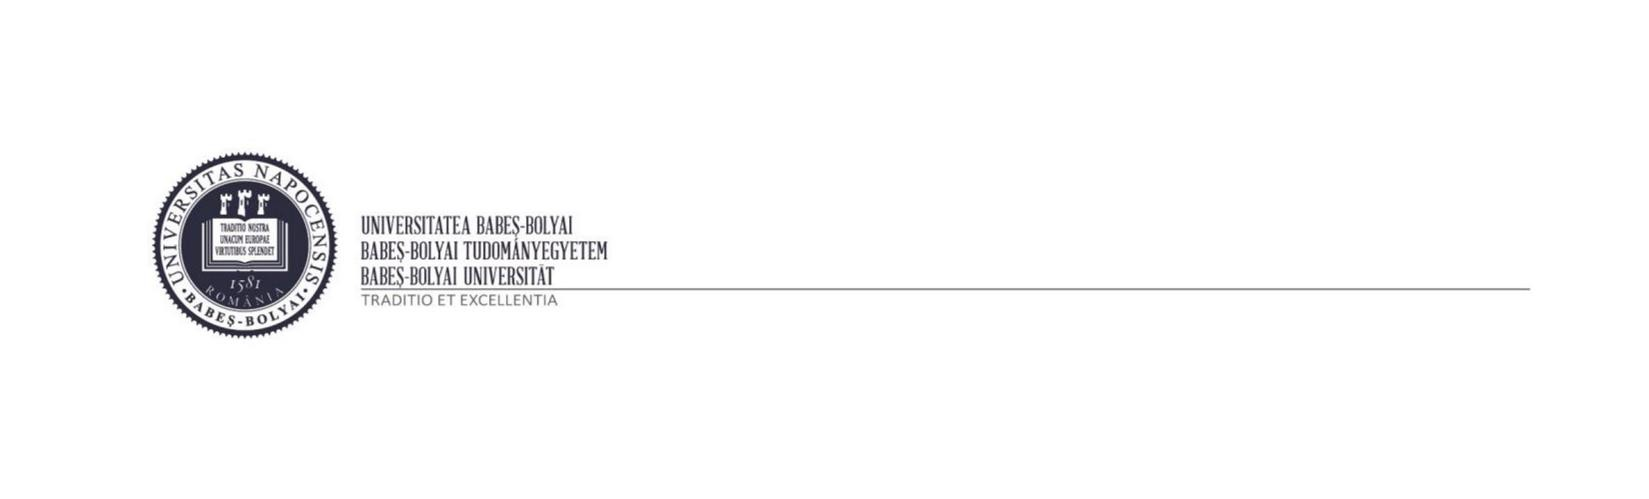 UNIVERSITAS NAPOCENSIS
TRADITIO NOSTRA
UNACUM EUROPAE
VIRTUTIBUS SPLENDET
1581
ROMÂNIA
·BABEȘ-BOLYAI·
UNIVERSITATEA BABEȘ-BOLYAI
BABEȘ-BOLYAI TUDOMÁNYEGYETEM
BABEȘ-BOLYAI UNIVERSITÄT
TRADITIO ET EXCELLENTIA